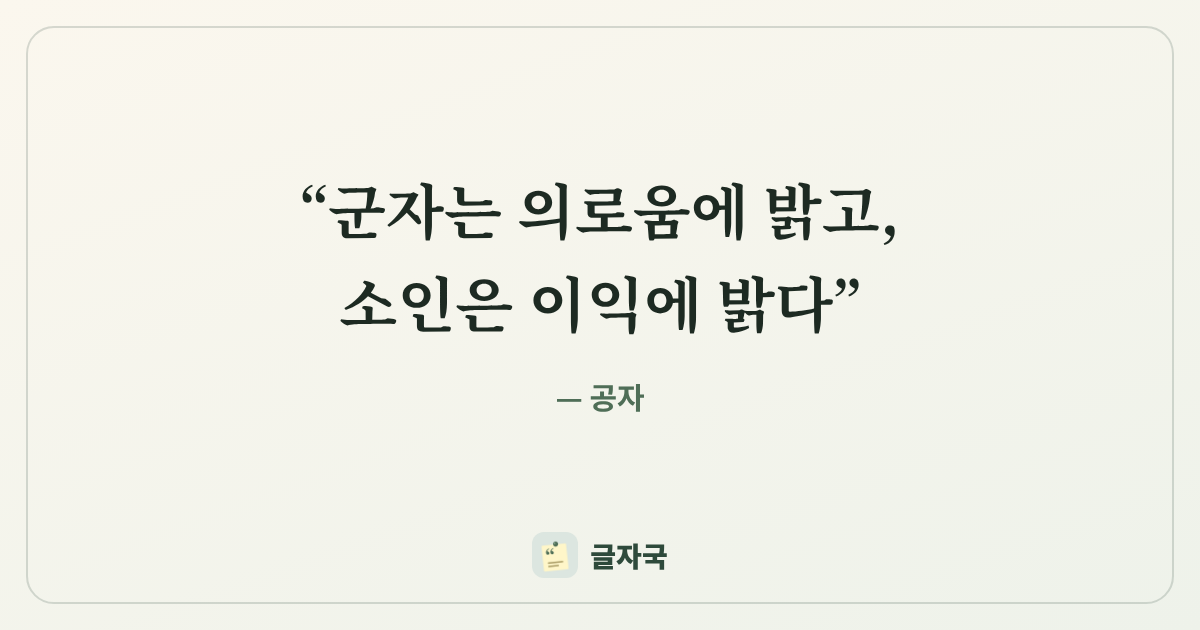 “군자는 의로움에 밝고,
소인은 이익에 밝다”
— 공자
글자국